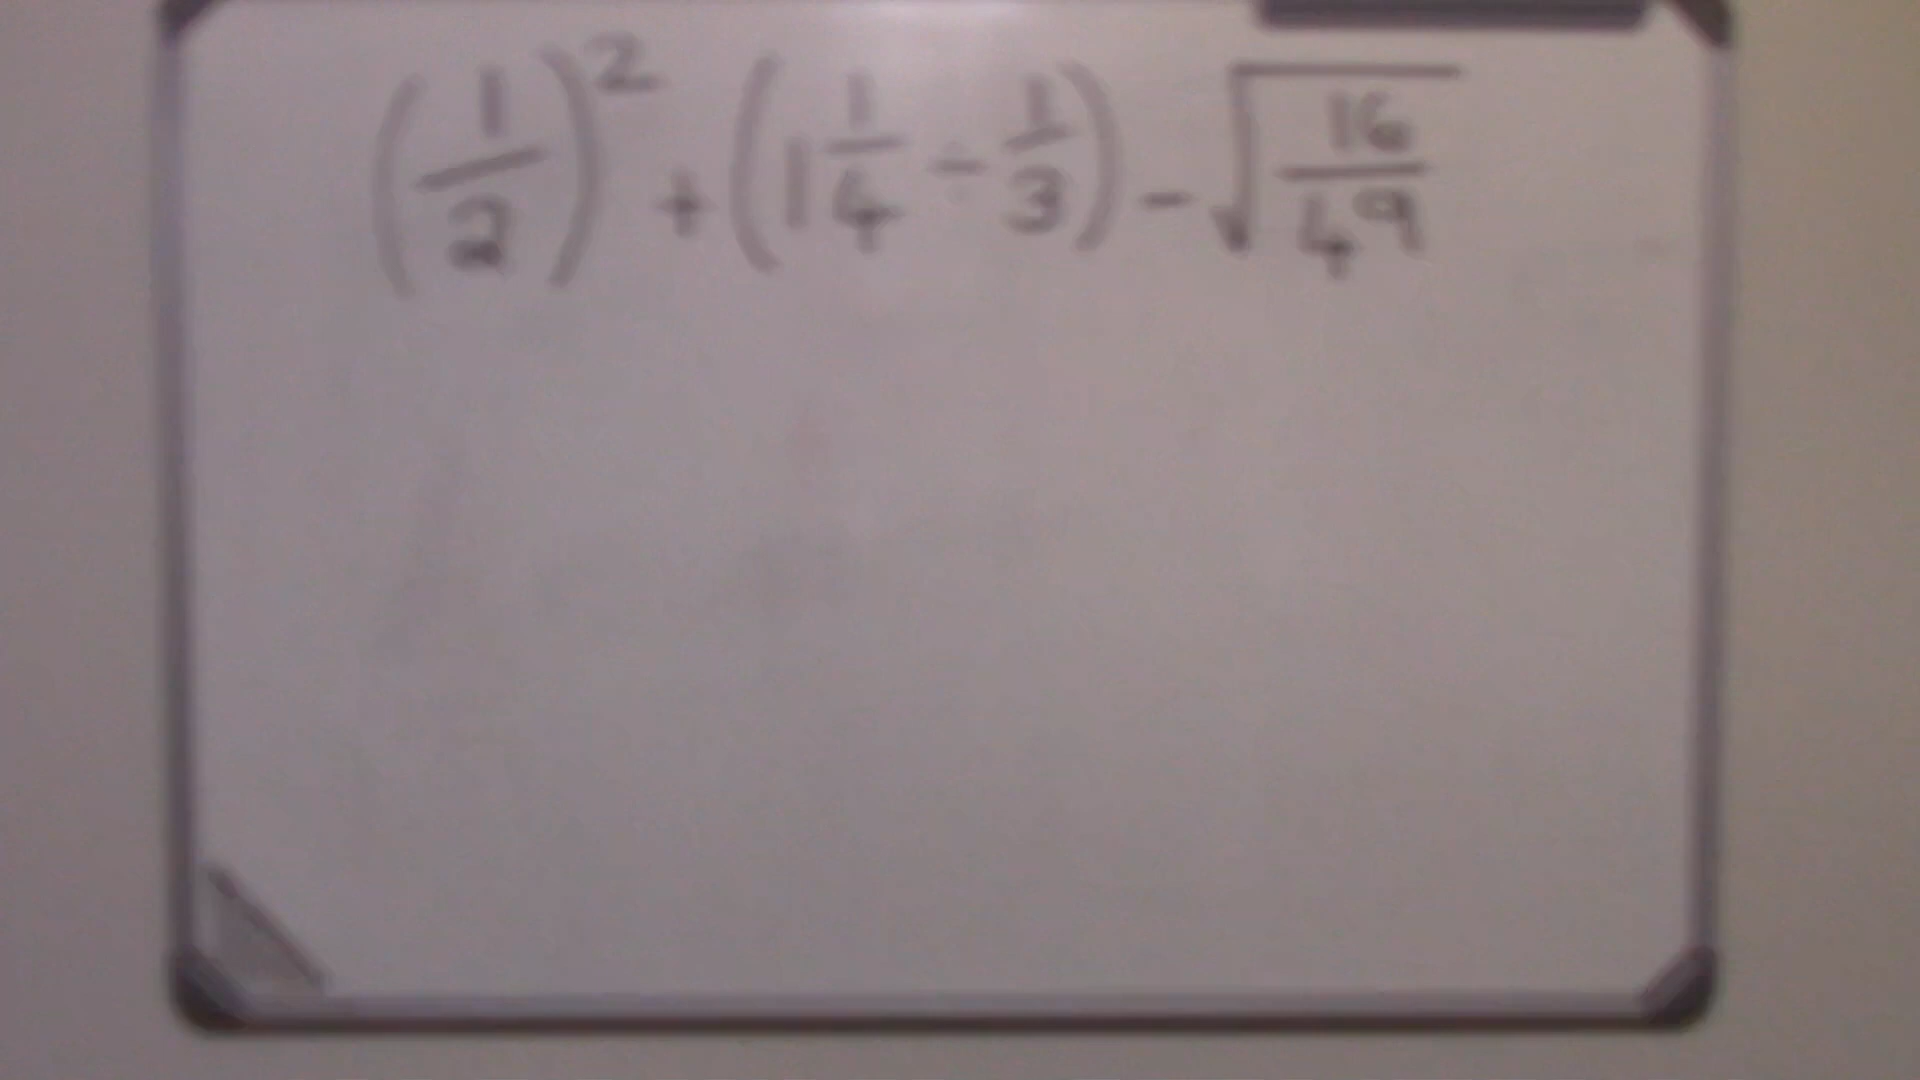 (1/2)² + (1 1/4 ÷ 1/3) - √(16/49)